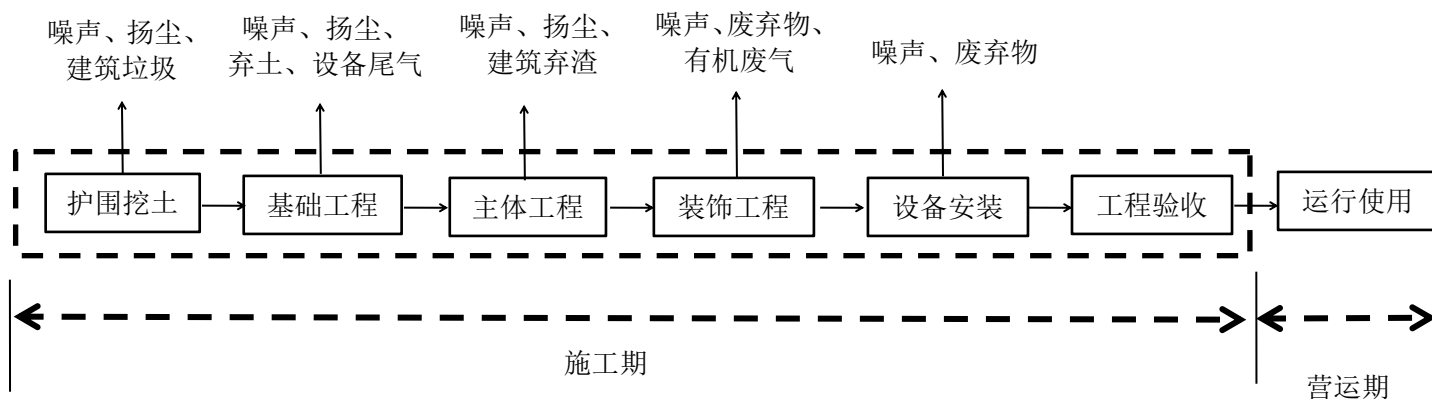 噪声、扬尘、
建筑垃圾
噪声、扬尘、
弃土、设备尾气
噪声、扬尘、
建筑弃渣
噪声、废弃物、
有机废气
噪声、废弃物
护围挖土
基础工程
主体工程
装饰工程
设备安装
工程验收
运行使用
施工期
营运期